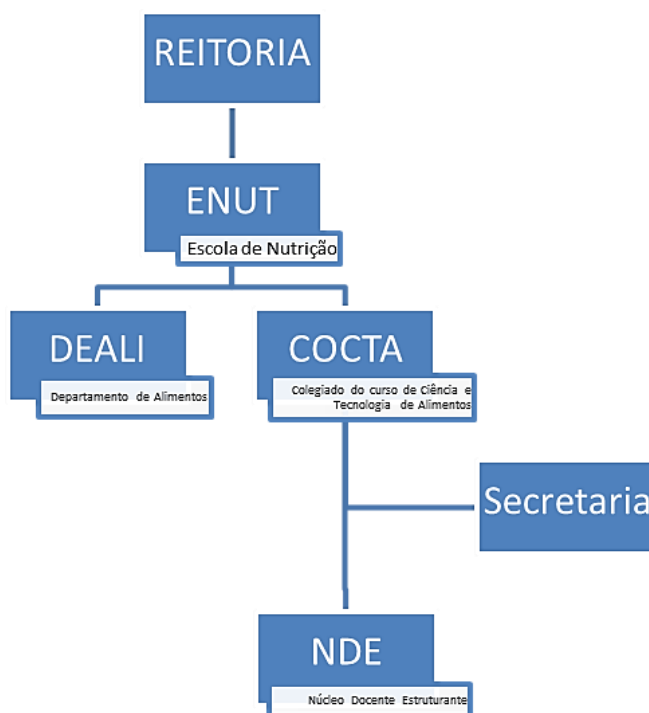 REITORIA
ENUT
Escola de Nutrição
DEALI
Departamento de Alimentos
COCTA
Colegiado do curso de Ciência e
Tecnologia de Alimentos
Secretaria
NDE
Núcleo Docente Estruturante